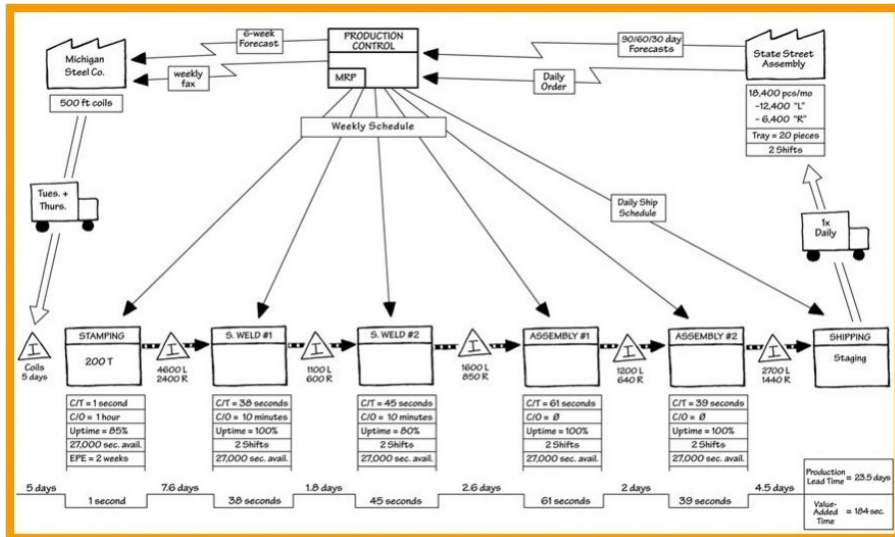 Michigan
Steel Co.
500 ft coils
6-week
Forecast
weekly
fax
PRODUCTION
CONTROL
MRP
90/60/30 day
Forecasts
Daily
Order
State Street
Assembly
18,400 pcs/mo
-12,400 "L"
- 6,400 "R"
Tray = 20 pieces
2 Shifts
Weekly Schedule
Tues. +
Thurs.
Daily Ship
Schedule
1x
Daily
I
Coils
5 days
STAMPING
200 T
C/T = 1 second
C/O = 1 hour
Uptime = 85%
27,000 sec. avail.
EPE = 2 weeks
I
4600 L
2400 R
S. WELD #1
C/T = 38 seconds
C/O = 10 minutes
Uptime = 100%
2 Shifts
27,000 sec. avail.
I
1100 L
600 R
S. WELD #2
C/T = 45 seconds
C/O = 10 minutes
Uptime = 80%
2 Shifts
27,000 sec. avail.
I
1600 L
850 R
ASSEMBLY #1
C/T = 61 seconds
C/O = Ø
Uptime = 100%
2 Shifts
27,000 sec. avail.
I
1200 L
640 R
ASSEMBLY #2
C/T = 39 seconds
C/O = Ø
Uptime = 100%
2 Shifts
27,000 sec. avail.
I
2700 L
1440 R
SHIPPING
Staging
5 days
1 second
7.6 days
38 seconds
1.8 days
45 seconds
2.6 days
61 seconds
2 days
39 seconds
4.5 days
Production
Lead Time = 23.5 days
Value-
Added
Time = 184 sec.